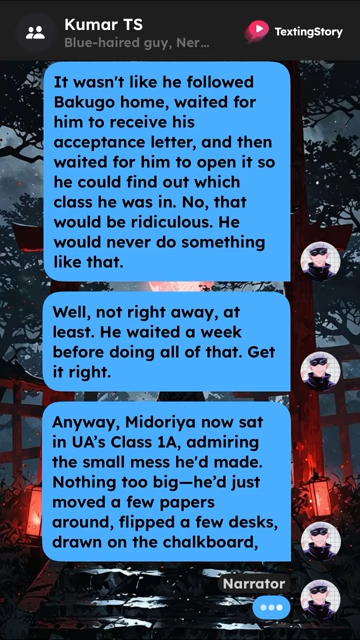 Kumar TS
Blue-haired guy, Ner...
TextingStory
It wasn't like he followed
Bakugo home, waited for
him to receive his
acceptance letter, and then
waited for him to open it so
he could find out which
class he was in. No, that
would be ridiculous. He
would never do something
like that.
Well, not right away, at
least. He waited a week
before doing all of that. Get
it right.
Anyway, Midoriya now sat
in UA’s Class 1A, admiring
the small mess he'd made.
Nothing too big—he’d just
moved a few papers
around, flipped a few desks,
drawn on the chalkboard,
Narrator